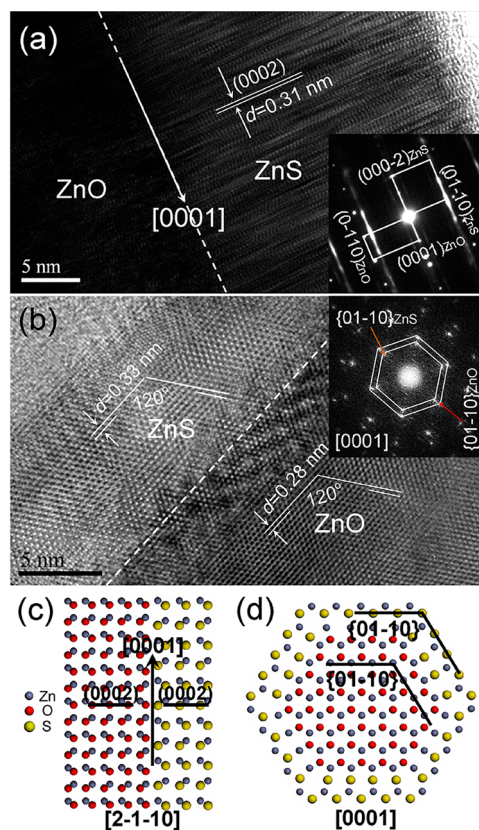 (a)
(0002)
d=0.31 nm
ZnO
ZnS
[0001]
5 nm
(000-2)ZnS
(01-10)ZnS
(0-110)ZnO
(0001)ZnO
(b)
{01-10}ZnS
{01-10}ZnO
[0001]
d=0.33 nm
120°
ZnS
d=0.28 nm
120°
ZnO
5 nm
(c)
[0001]
(0002)
(0002)
Zn
O
S
[2-1-10]
(d)
{01-10}
{01-10}
[0001]